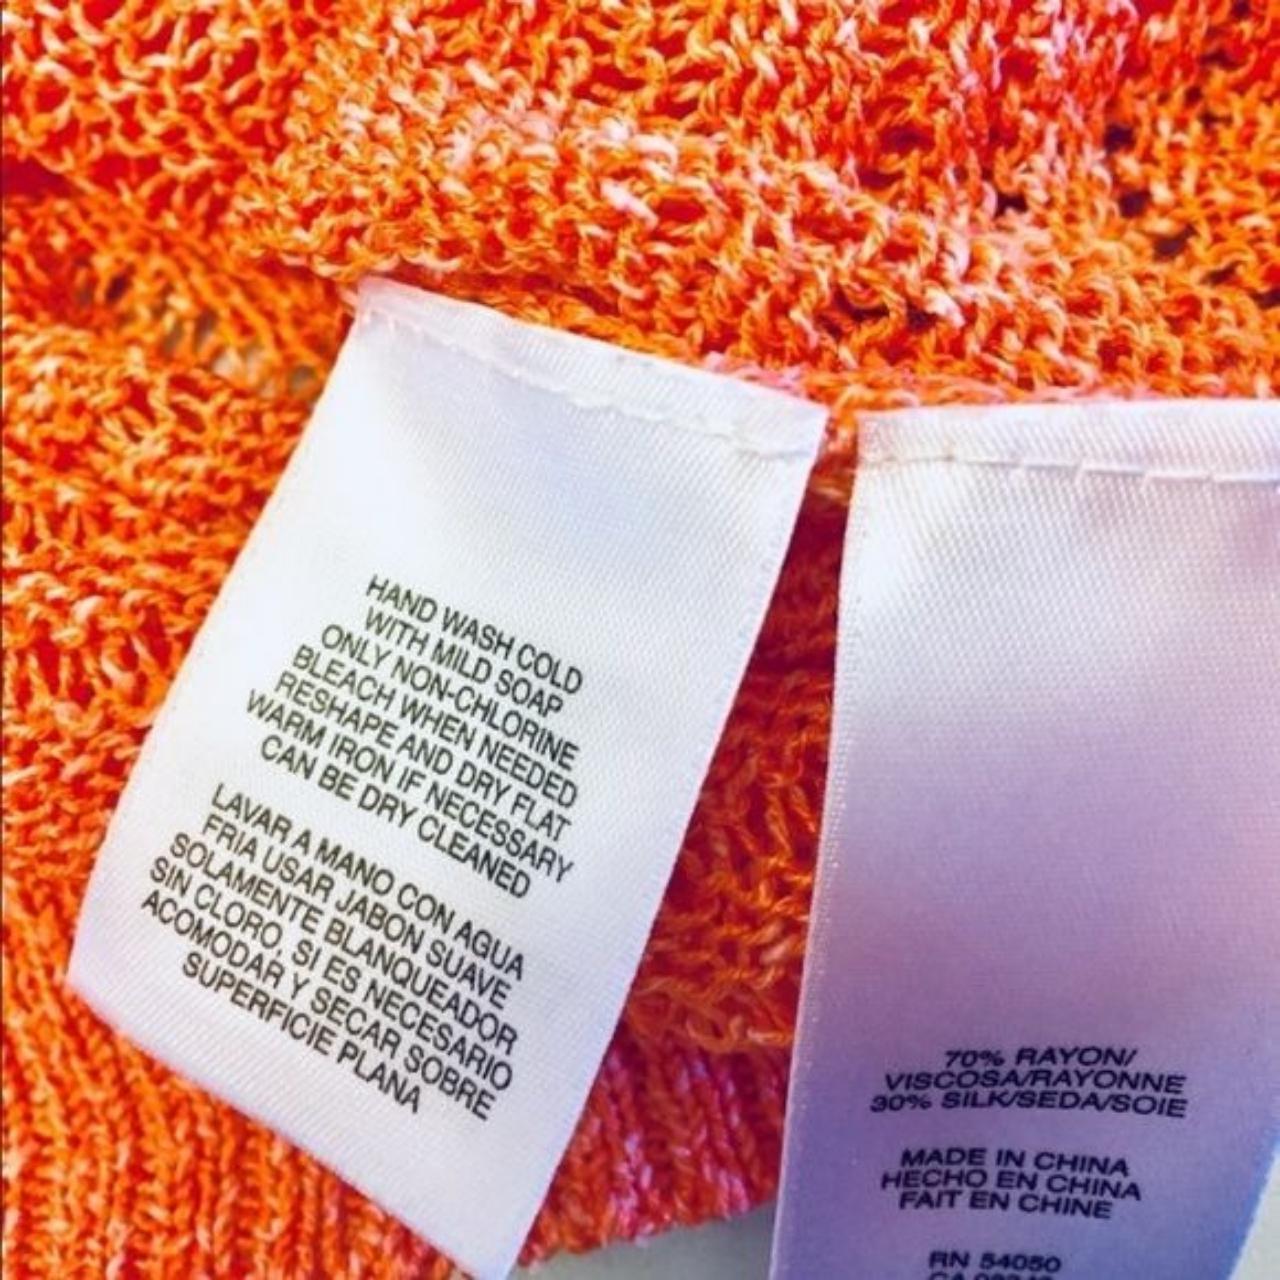 HAND WASH COLD
WITH MILD SOAP
ONLY NON-CHLORINE
BLEACH WHEN NEEDED
RESHAPE AND DRY FLAT
WARM IRON IF NECESSARY
CAN BE DRY CLEANED
LAVAR A MANO CON AGUA
FRIA USAR JABON SUAVE
SOLAMENTE BLANQUEADOR
SIN CLORO, SI ES NECESARIO
ACOMODAR Y SECAR SOBRE
SUPERFICIE PLANA
70% RAYON/
VISCOSA/RAYONNE
30% SILK/SEDA/SOIE
MADE IN CHINA
HECHO EN CHINA
FAIT EN CHINE
RN 54050